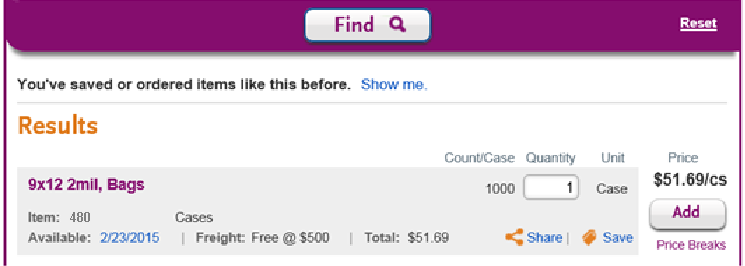 Find
Reset
You've saved or ordered items like this before. Show me.
Results
Count/Case Quantity Unit Price
9x12 2mil, Bags 1000 1 Case $51.69/cs
Item: 480 Cases Add
Available: 2/23/2015 | Freight: Free @ $500 | Total: $51.69 Share | Save Price Breaks